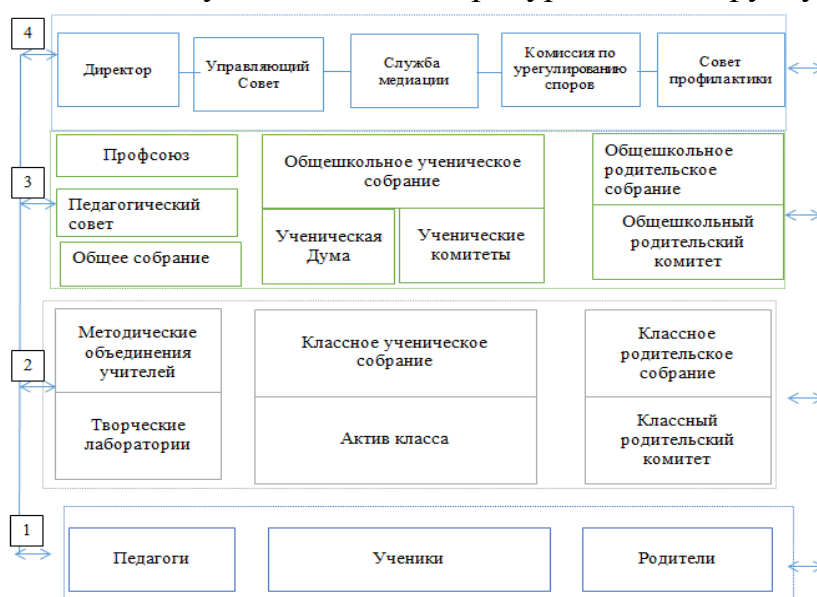 4
Директор
Управляющий
Совет
Служба
медиации
Комиссия по
урегулированию
споров
Совет
профилактики
3
Профсоюз
Педагогический
совет
Общее собрание
Общешкольное ученическое
собрание
Ученическая
Дума
Ученические
комитеты
Общешкольное
родительское
собрание
Общешкольный
родительский
комитет
2
Методические
объединения
учителей
Творческие
лаборатории
Классное ученическое
собрание
Актив класса
Классное
родительское
собрание
Классный
родительский
комитет
1
Педагоги
Ученики
Родители